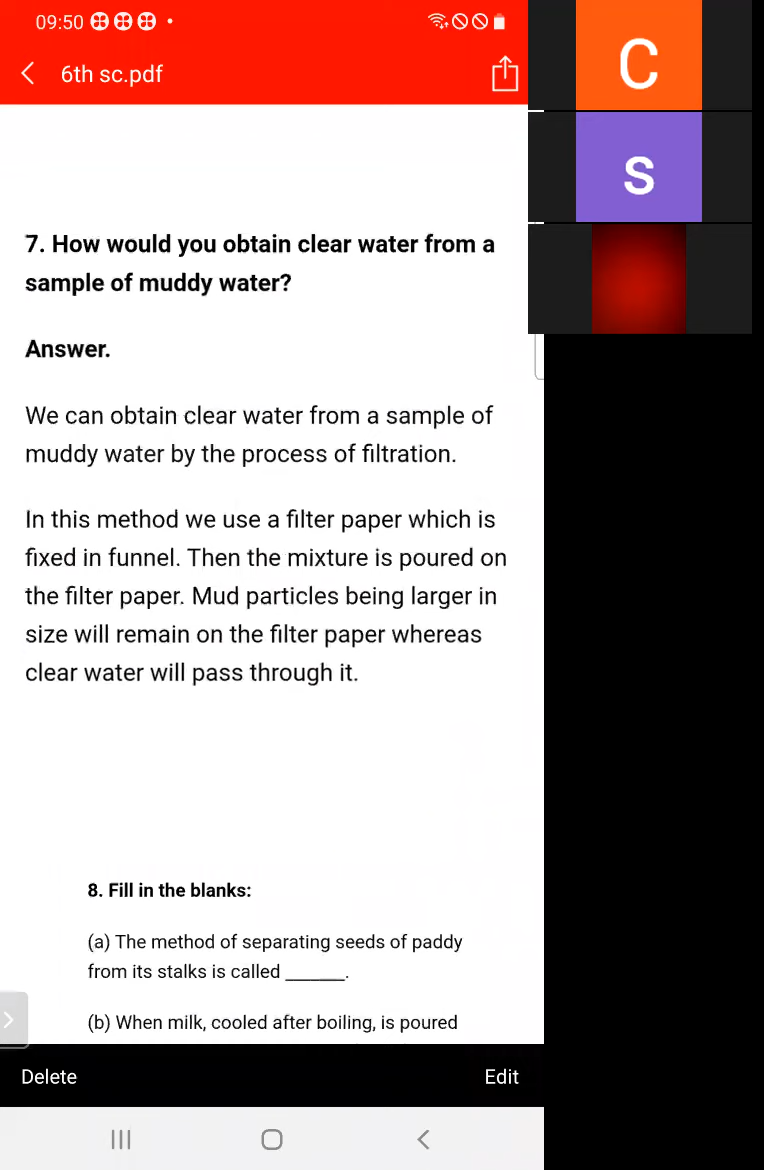 09:50
6th sc.pdf
C
S
7. How would you obtain clear water from a
sample of muddy water?
Answer.
We can obtain clear water from a sample of
muddy water by the process of filtration.
In this method we use a filter paper which is
fixed in funnel. Then the mixture is poured on
the filter paper. Mud particles being larger in
size will remain on the filter paper whereas
clear water will pass through it.
8. Fill in the blanks:
(a) The method of separating seeds of paddy
from its stalks is called ______.
(b) When milk, cooled after boiling, is poured
Delete
Edit